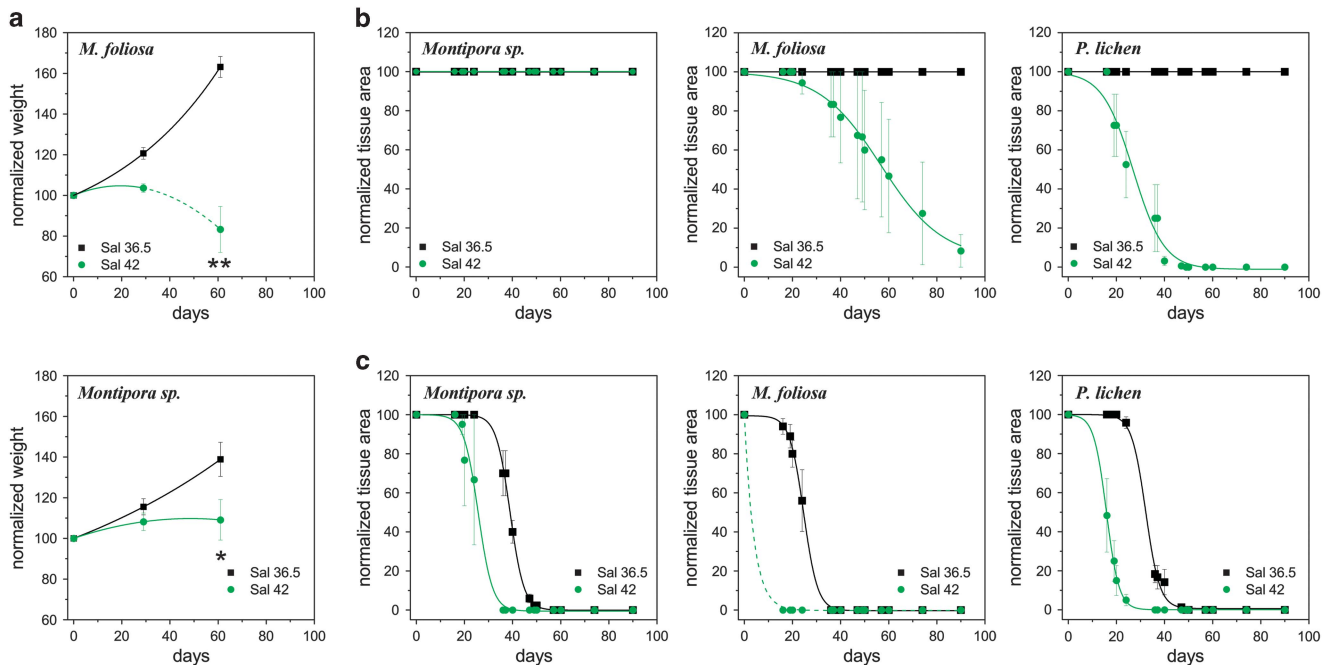 a
M. foliosa
normalized weight
180
160
140
120
100
80
60
Sal 36.5
Sal 42
**
0 20 40 60 80 100
days
b
Montipora sp.
normalized tissue area
120
100
80
60
40
20
0
Sal 36.5
Sal 42
0 20 40 60 80 100
days
M. foliosa
normalized tissue area
120
100
80
60
40
20
0
Sal 36.5
Sal 42
0 20 40 60 80 100
days
P. lichen
normalized tissue area
120
100
80
60
40
20
0
Sal 36.5
Sal 42
0 20 40 60 80 100
days
Montipora sp.
normalized weight
180
160
140
120
100
80
60
*
Sal 36.5
Sal 42
0 20 40 60 80 100
days
c
Montipora sp.
normalized tissue area
120
100
80
60
40
20
0
Sal 36.5
Sal 42
0 20 40 60 80 100
days
M. foliosa
normalized tissue area
120
100
80
60
40
20
0
Sal 36.5
Sal 42
0 20 40 60 80 100
days
P. lichen
normalized tissue area
120
100
80
60
40
20
0
Sal 36.5
Sal 42
0 20 40 60 80 100
days